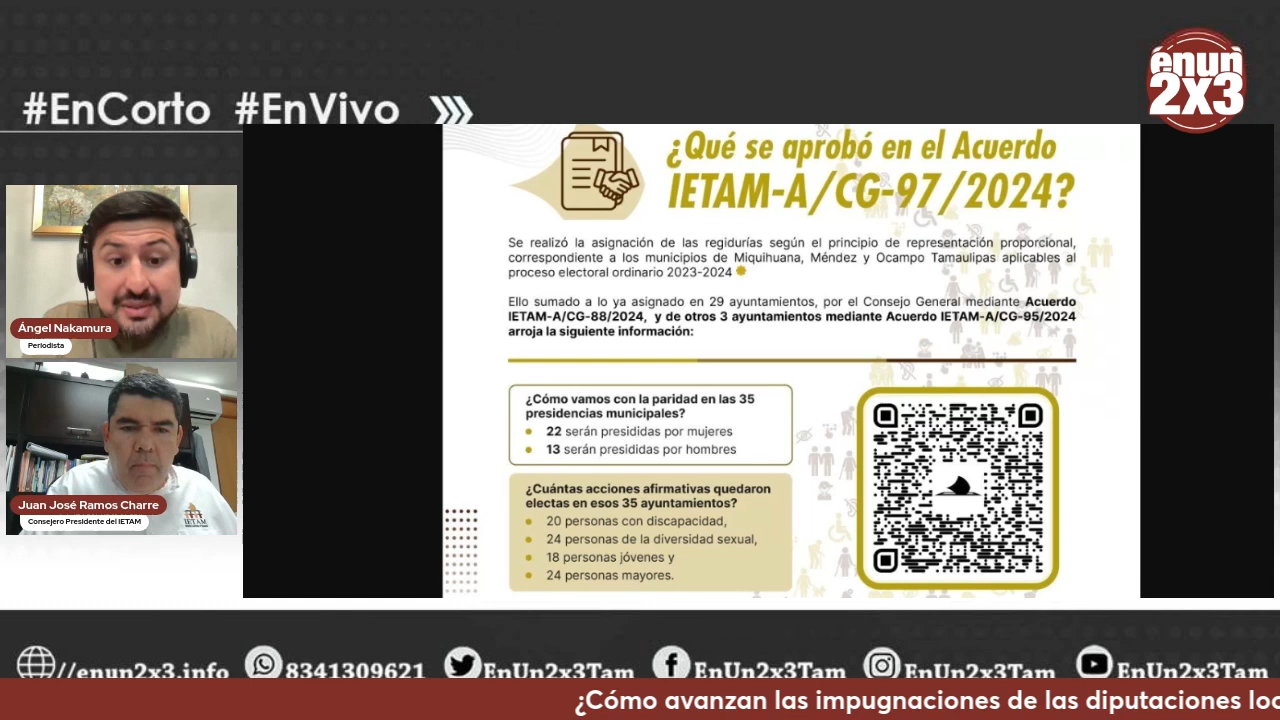 énun
2x3
#EnCorto #EnVivo
¿Qué se aprobó en el Acuerdo
IETAM-A/CG-97/2024?
Se realizó la asignación de las regidurías según el principio de representación proporcional,
correspondiente a los municipios de Miquihuana, Méndez y Ocampo Tamaulipas aplicables al
proceso electoral ordinario 2023-2024
Ello sumado a lo ya asignado en 29 ayuntamientos, por el Consejo General mediante Acuerdo
IETAM-A/CG-88/2024, y de otros 3 ayuntamientos mediante Acuerdo IETAM-A/CG-95/2024
arroja la siguiente información:
¿Cómo vamos con la paridad en las 35
presidencias municipales?
22 serán presididas por mujeres
13 serán presididas por hombres
¿Cuántas acciones afirmativas quedaron
electas en esos 35 ayuntamientos?
20 personas con discapacidad,
24 personas de la diversidad sexual,
18 personas jóvenes y
24 personas mayores.
Ángel Nakamura
Periodista
IETAM
Juan José Ramos Charre
Consejero Presidente del IETAM
//enun2x3.info 8341309621 EnUn2x3Tam EnUn2x3Tam EnUn2x3Tam EnUn2x3Tam
¿Cómo avanzan las impugnaciones de las diputaciones loc